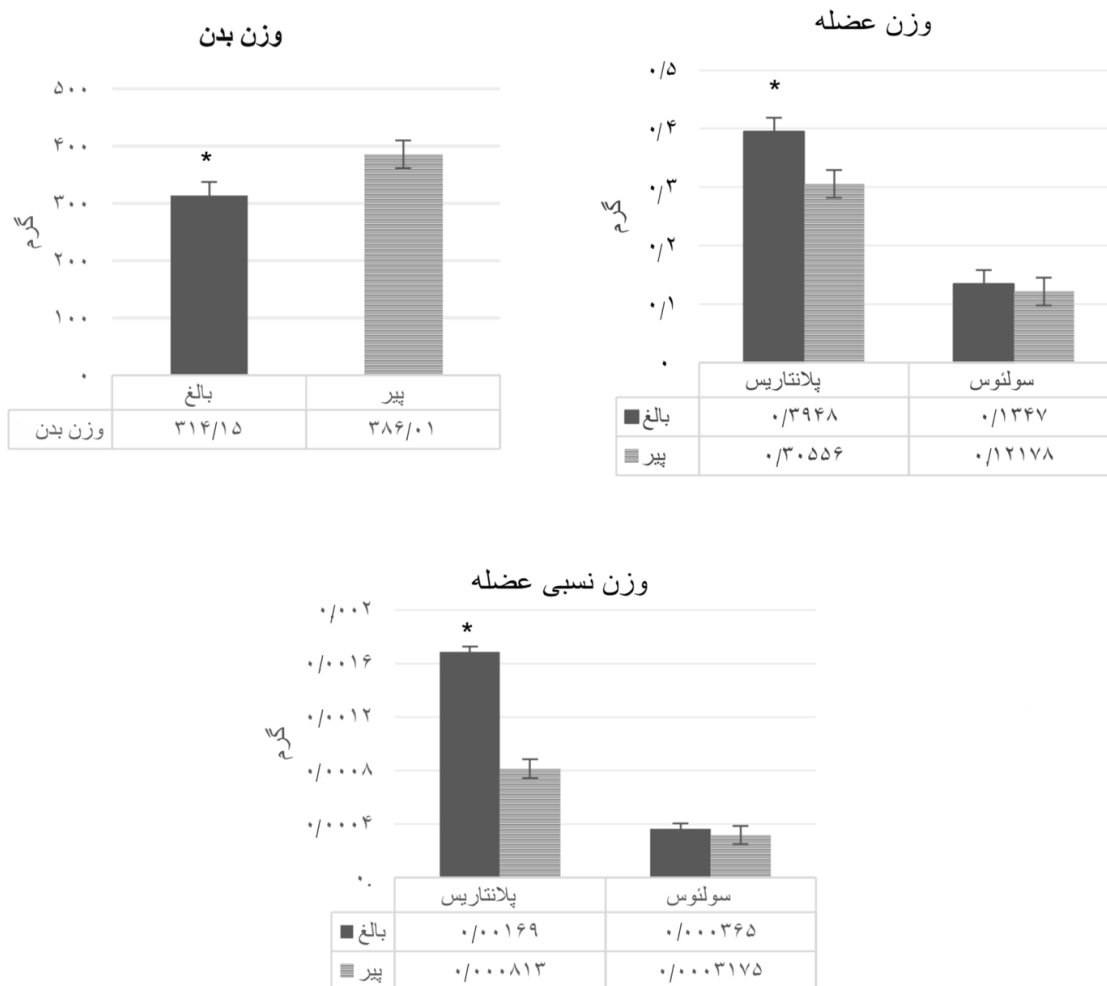 وزن بدن
۵۰۰
۴۰۰
۳۰۰
۲۰۰
۱۰۰
۰
گرم
*
بالغ پیر
وزن بدن ۳۱۴/۱۵ ۳۸۶/۰۱
وزن عضله
۰/۵
۰/۴
۰/۳
۰/۲
۰/۱
۰
گرم
*
پلانتاریس سولئوس
بالغ ۰/۳۹۴۸ ۰/۱۳۴۷
پیر ۰/۳۰۵۵۶ ۰/۱۲۱۷۸
وزن نسبی عضله
۰/۰۰۲
۰/۰۰۱۶
۰/۰۰۱۲
۰/۰۰۰۸
۰/۰۰۰۴
۰.
گرم
*
پلانتاریس سولئوس
بالغ ۰/۰۰۱۶۹ ۰/۰۰۰۳۶۵
پیر ۰/۰۰۰۸۱۳ ۰/۰۰۰۳۱۷۵